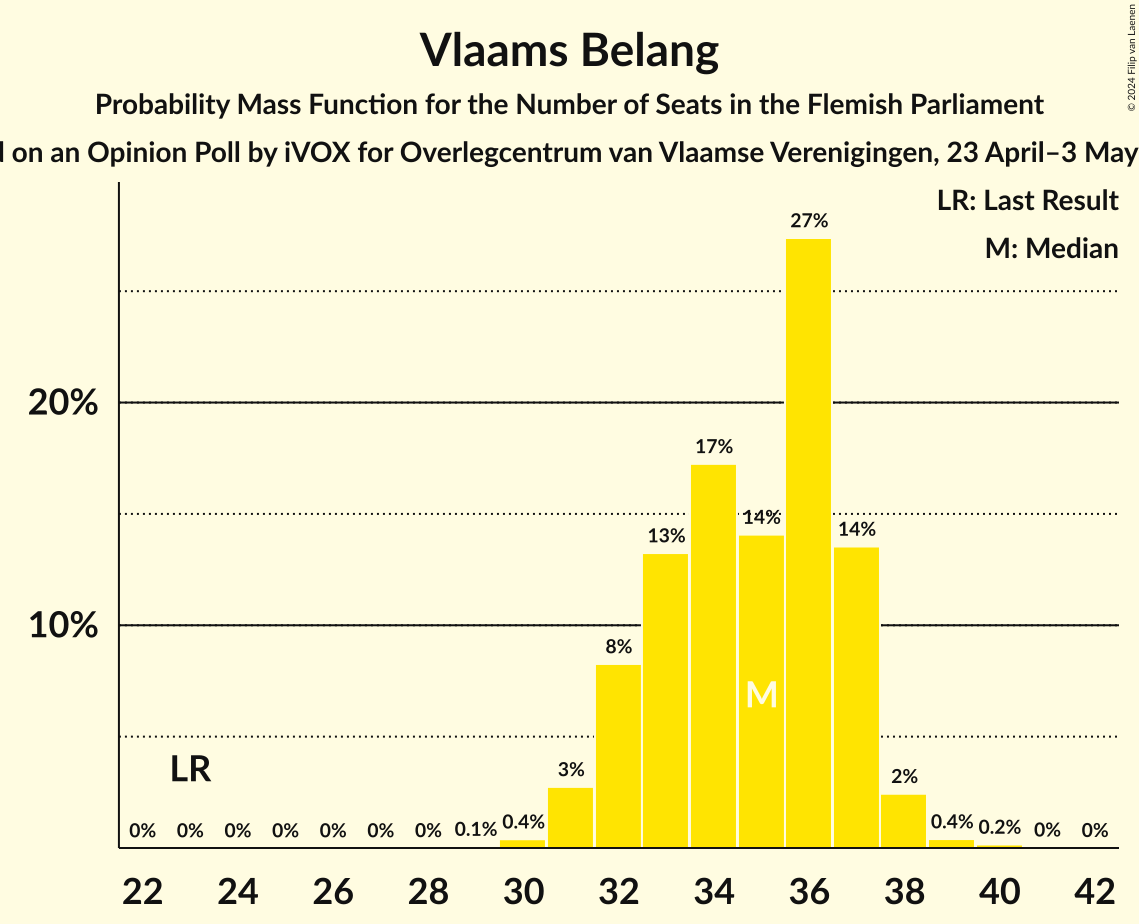 Vlaams Belang
Probability Mass Function for the Number of Seats in the Flemish Parliament
on an Opinion Poll by iVOX for Overlegcentrum van Vlaamse Verenigingen, 23 April–3 May
© 2024 Filip van Laenen
LR: Last Result
M: Median
27%
20%
17%
14%
14%
13%
10%
8%
M
LR
3%
2%
0% 0% 0% 0% 0% 0% 0% 0.1% 0.4% 0.4% 0.2% 0% 0%
22 24 26 28 30 32 34 36 38 40 42